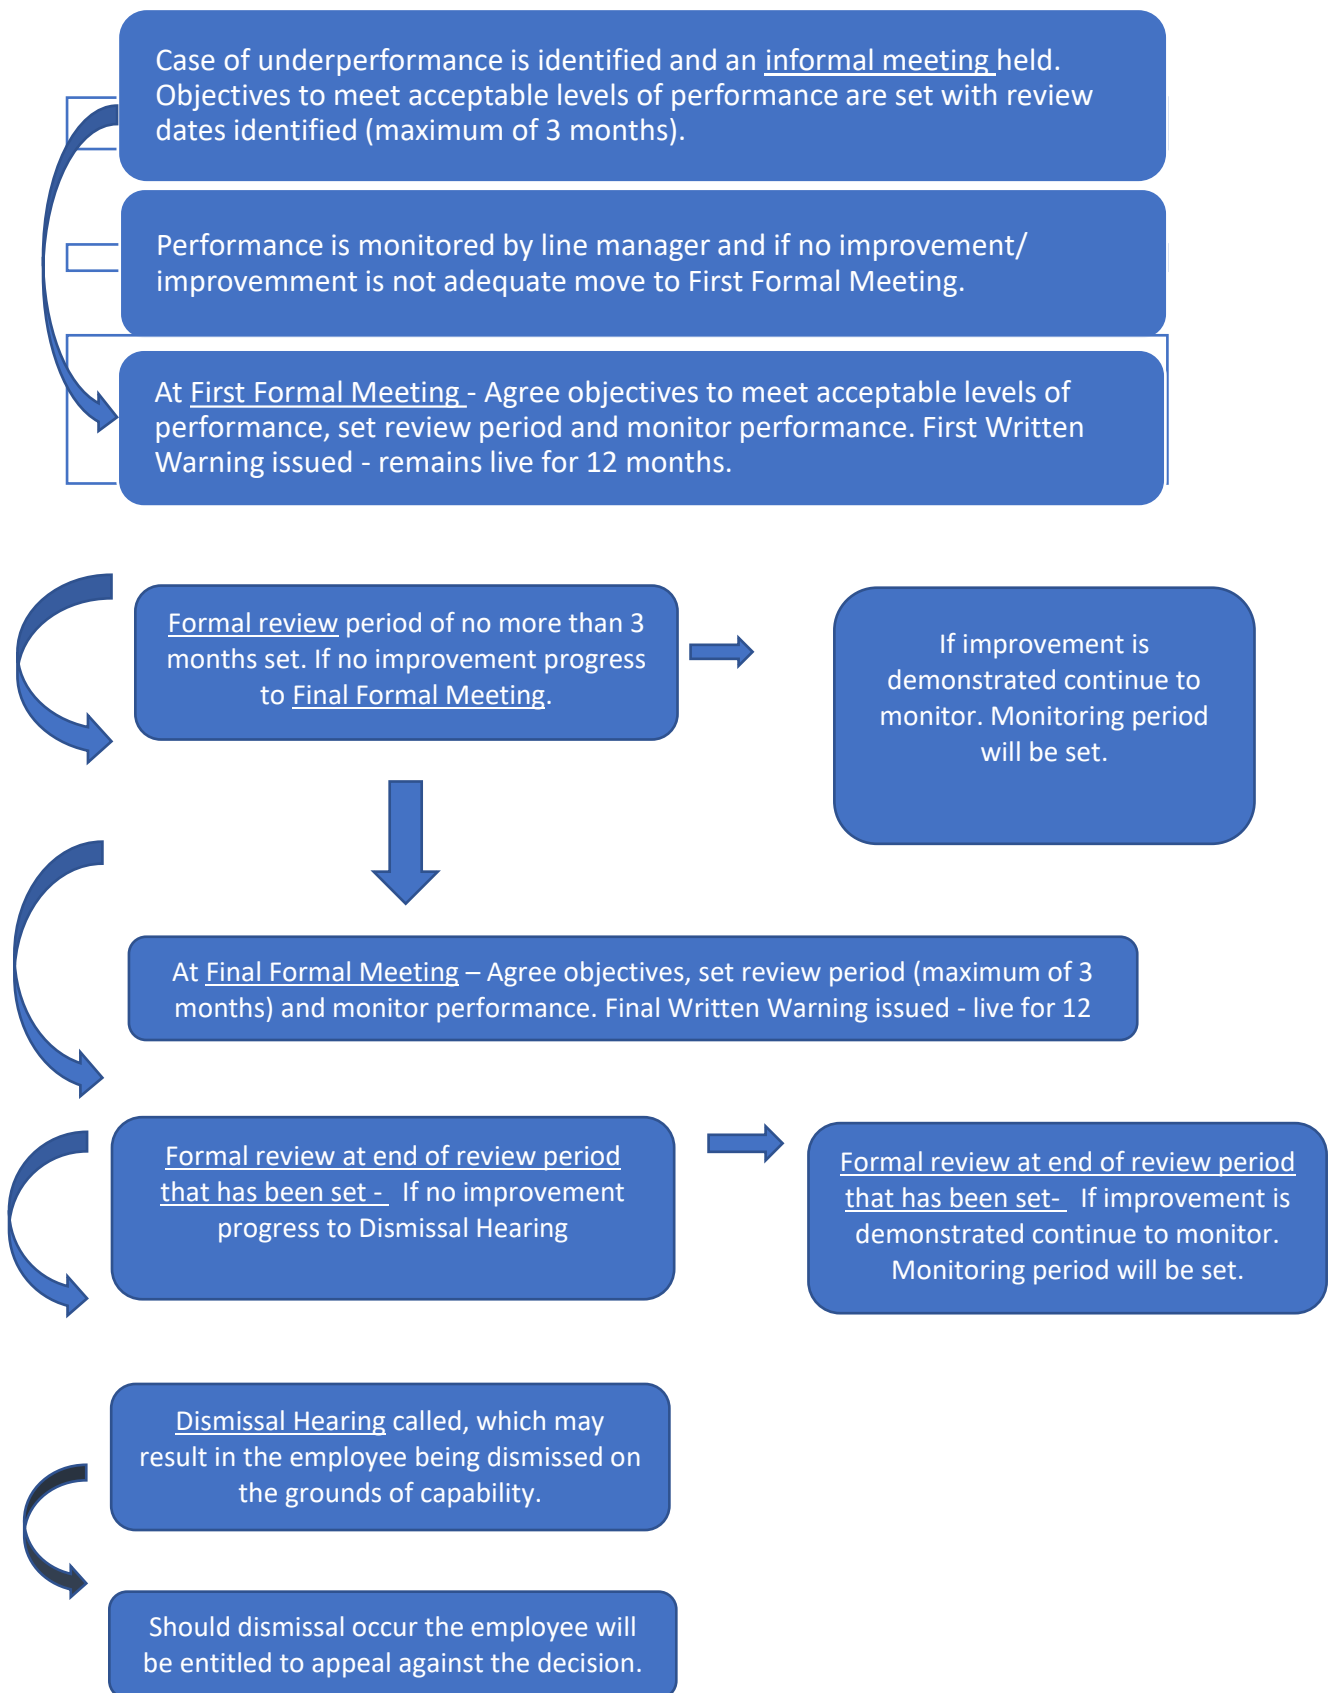 Case of underperformance is identified and an informal meeting held.
Objectives to meet acceptable levels of performance are set with review
dates identified (maximum of 3 months).
Performance is monitored by line manager and if no improvement/
improvemment is not adequate move to First Formal Meeting.
At First Formal Meeting - Agree objectives to meet acceptable levels of
performance, set review period and monitor performance. First Written
Warning issued - remains live for 12 months.
Formal review period of no more than 3
months set. If no improvement progress
to Final Formal Meeting.
If improvement is
demonstrated continue to
monitor. Monitoring period
will be set.
At Final Formal Meeting – Agree objectives, set review period (maximum of 3
months) and monitor performance. Final Written Warning issued - live for 12
Formal review at end of review period
that has been set - If no improvement
progress to Dismissal Hearing
Formal review at end of review period
that has been set- If improvement is
demonstrated continue to monitor.
Monitoring period will be set.
Dismissal Hearing called, which may
result in the employee being dismissed on
the grounds of capability.
Should dismissal occur the employee will
be entitled to appeal against the decision.